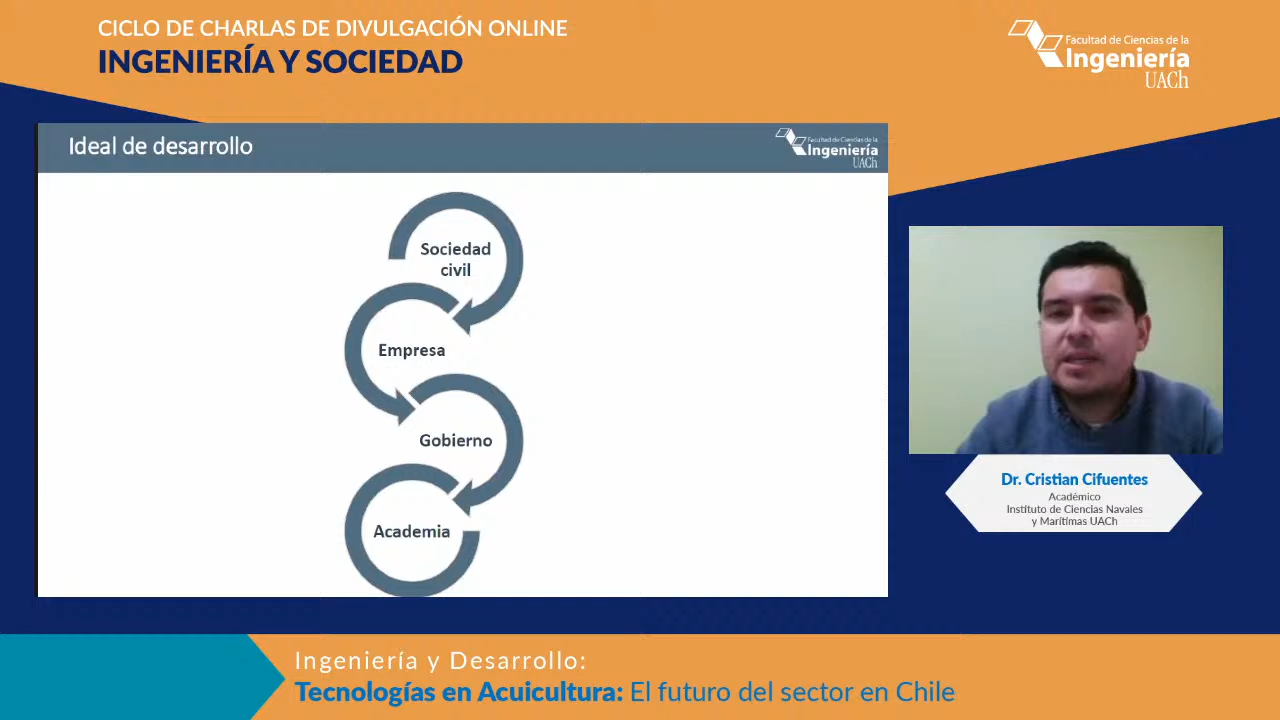 CICLO DE CHARLAS DE DIVULGACIÓN ONLINE
INGENIERÍA Y SOCIEDAD
Facultad de Ciencias de la
Ingeniería
UACh
Ideal de desarrollo
Facultad de Ciencias de la
Ingeniería
UACh
Sociedad
civil
Empresa
Gobierno
Academia
Dr. Cristian Cifuentes
Académico
Instituto de Ciencias Navales
y Marítimas UACh
Ingeniería y Desarrollo:
Tecnologías en Acuicultura: El futuro del sector en Chile